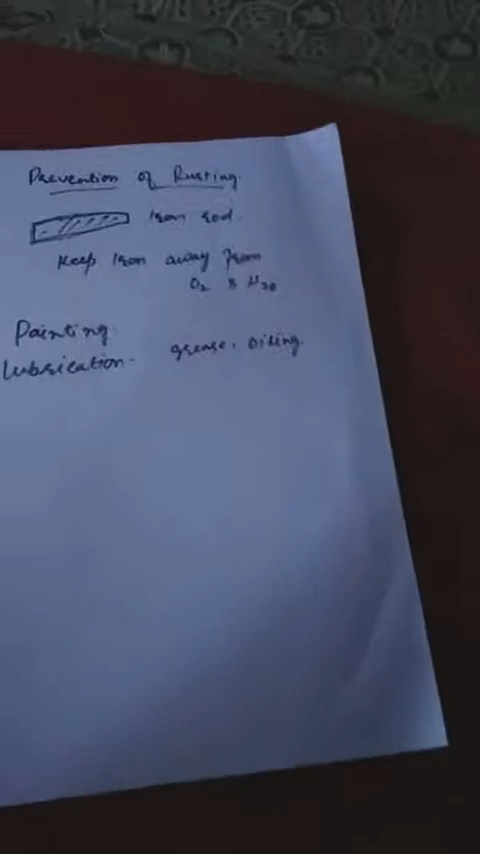 Prevention of Rusting.
Iron rod.
Keep Iron away from
O2 & H2O
Painting
Lubrication. grease, Oiling.